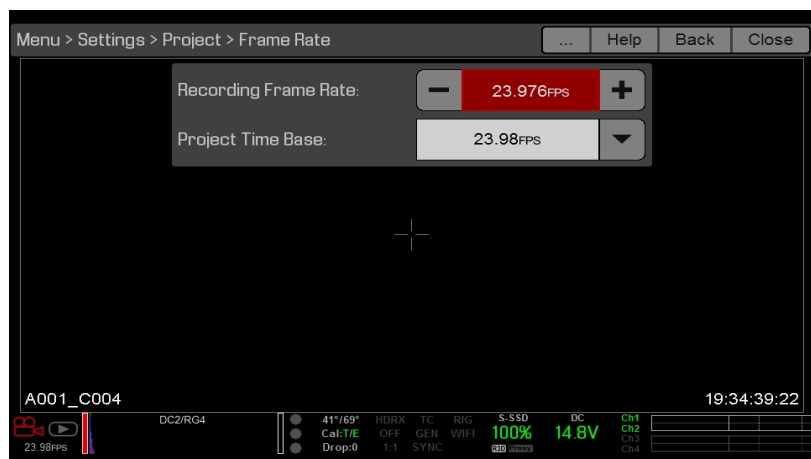 Menu > Settings > Project > Frame Rate ... Help Back Close
Recording Frame Rate: − 23.976FPS +
Project Time Base: 23.98FPS
A001_C004 19:34:39:22
DC2/RG4 41°/69° HDRX TC RIG S-SSD DC Ch1
Cal:T/E OFF GEN WIFI 100% 14.8V Ch2
23.98FPS Drop:0 1:1 SYNC R3D Proxy Ch3
Ch4